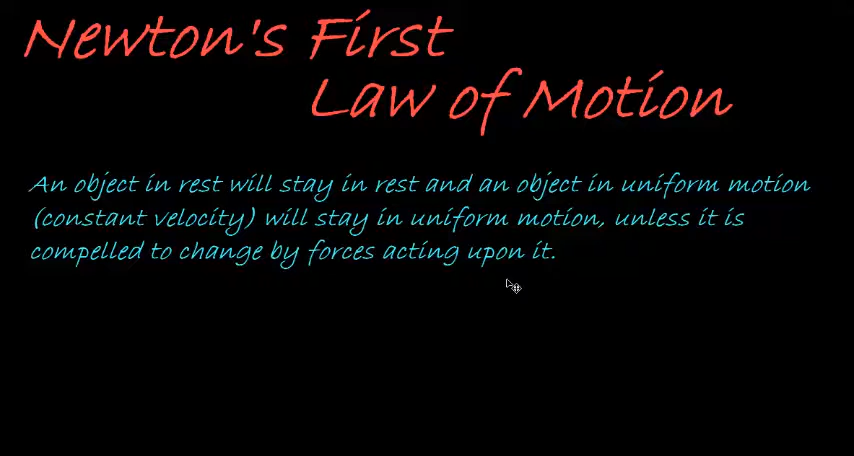 Newton's First
Law of Motion
An object in rest will stay in rest and an object in uniform motion
(constant velocity) will stay in uniform motion, unless it is
compelled to change by forces acting upon it.